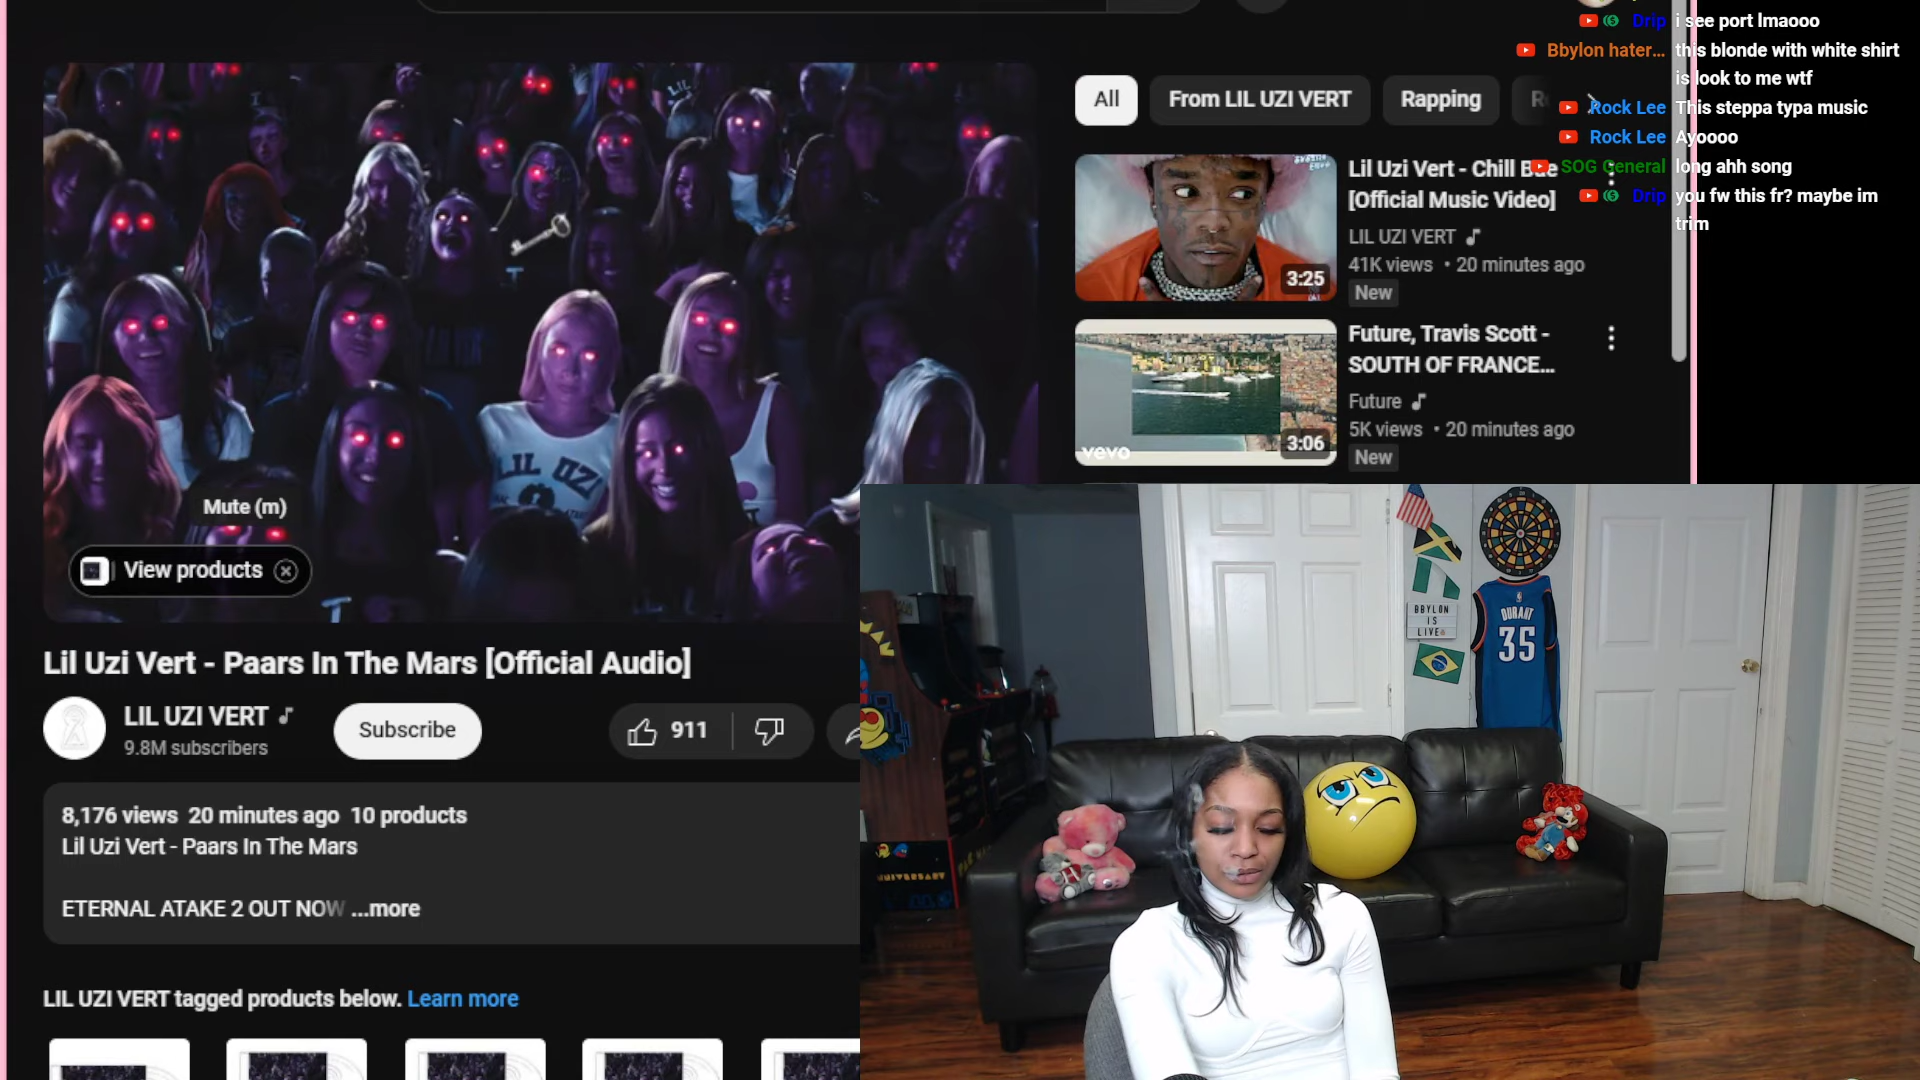 All
From LIL UZI VERT
Rapping
Lil Uzi Vert - Chill Bae
[Official Music Video]
LIL UZI VERT
41K views • 20 minutes ago
New
3:25
Future, Travis Scott -
SOUTH OF FRANCE...
Future
5K views • 20 minutes ago
New
3:06
vevo
Drip i see port lmaooo
Bbylon hater... this blonde with white shirt
is look to me wtf
Rock Lee This steppa typa music
Rock Lee Ayoooo
SOG General long ahh song
Drip you fw this fr? maybe im
trim
LIL UZI
Mute (m)
View products
Lil Uzi Vert - Paars In The Mars [Official Audio]
LIL UZI VERT
9.8M subscribers
Subscribe
911
8,176 views 20 minutes ago 10 products
Lil Uzi Vert - Paars In The Mars
ETERNAL ATAKE 2 OUT NOW ...more
LIL UZI VERT tagged products below. Learn more
BBYLON
IS
LIVE
DURANT
35